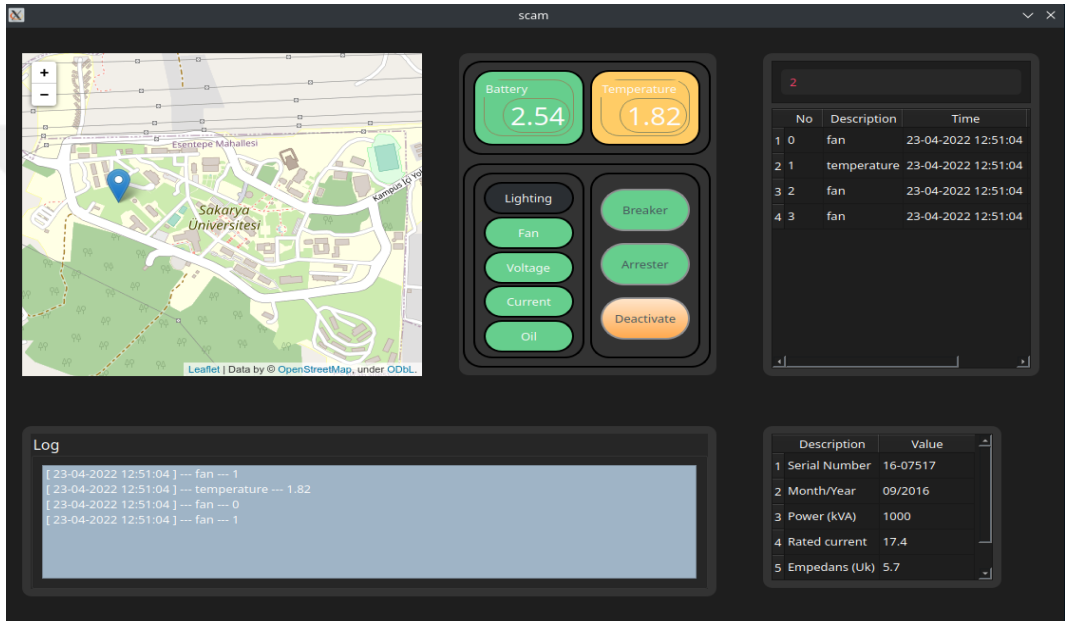 scam
+
−
Esentepe Mahallesi
Kampüs İçi Yo
Sakarya
Üniversitesi
Leaflet | Data by © OpenStreetMap, under ODbL.
Battery
2.54
Temperature
1.82
Lighting
Fan
Voltage
Current
Oil
Breaker
Arrester
Deactivate
2
No Description Time
1 0 fan 23-04-2022 12:51:04
2 1 temperature 23-04-2022 12:51:04
3 2 fan 23-04-2022 12:51:04
4 3 fan 23-04-2022 12:51:04
Log
[ 23-04-2022 12:51:04 ] --- fan --- 1
[ 23-04-2022 12:51:04 ] --- temperature --- 1.82
[ 23-04-2022 12:51:04 ] --- fan --- 0
[ 23-04-2022 12:51:04 ] --- fan --- 1
Description Value
1 Serial Number 16-07517
2 Month/Year 09/2016
3 Power (kVA) 1000
4 Rated current 17.4
5 Empedans (Uk) 5.7